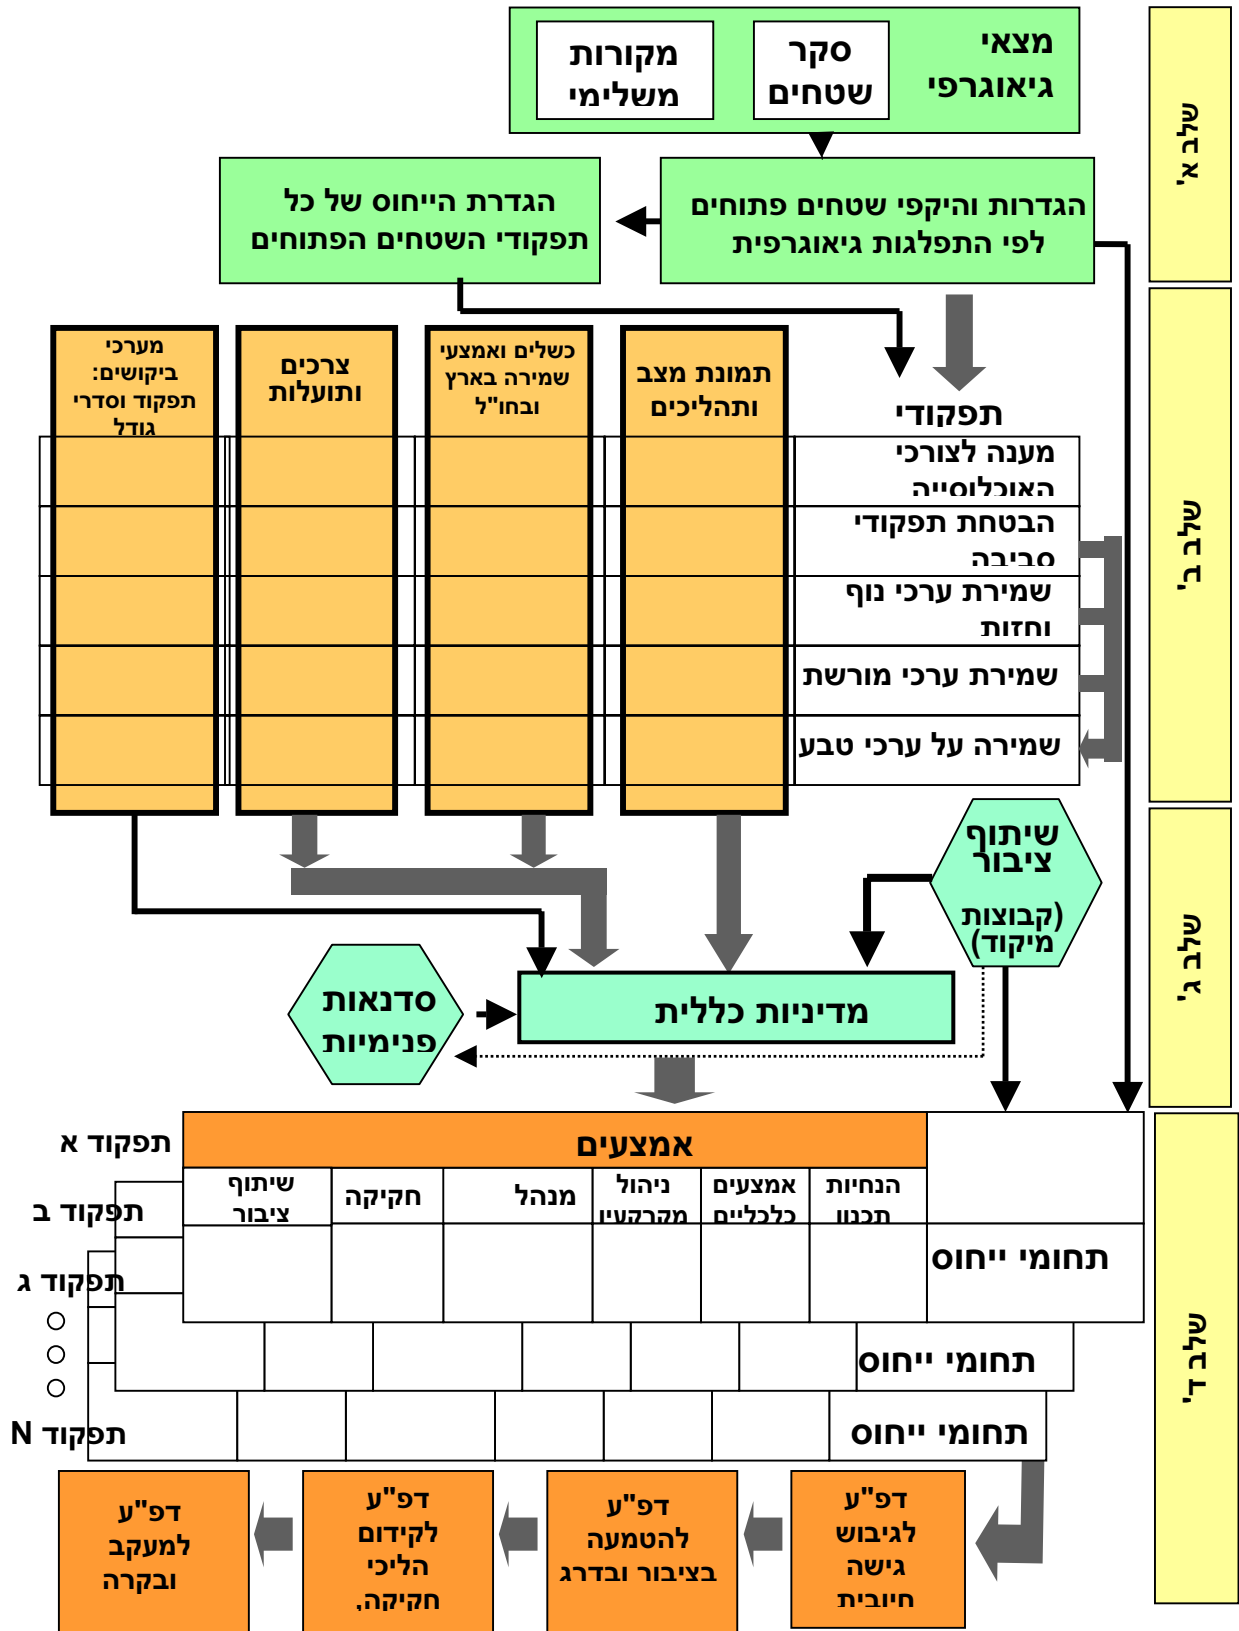 מצאי
גיאוגרפי
סקר
שטחים
מקורות
משלימי
שלב א'
הגדרות והיקפי שטחים פתוחים
לפי התפלגות גיאוגרפית
הגדרת הייחוס של כל
תפקודי השטחים הפתוחים
שלב ב'
תפקודי
תמונת מצב
ותהליכים
כשלים ואמצעי
שמירה בארץ
ובחו"ל
צרכים
ותועלות
מערכי
ביקושים:
תפקוד וסדרי
גודל
מענה לצורכי
האוכלוסייה
הבטחת תפקודי
סביבה
שמירת ערכי נוף
וחזות
שמירת ערכי מורשת
שמירה על ערכי טבע
שלב ג'
שיתוף
ציבור
(קבוצות
מיקוד)
מדיניות כללית
סדנאות
פנימיות
שלב ד'
אמצעים
תפקוד א
הנחיות
תכנון
אמצעים
כלכליים
ניהול
מקרקעין
מנהל
חקיקה
שיתוף
ציבור
תפקוד ב
תחומי ייחוס
תפקוד ג
תחומי ייחוס
תחומי ייחוס
תפקוד N
דפ"ע
לגיבוש
גישה
חיובית
דפ"ע
להטמעה
בציבור ובדרג
דפ"ע
לקידום
הליכי
חקיקה,
דפ"ע
למעקב
ובקרה